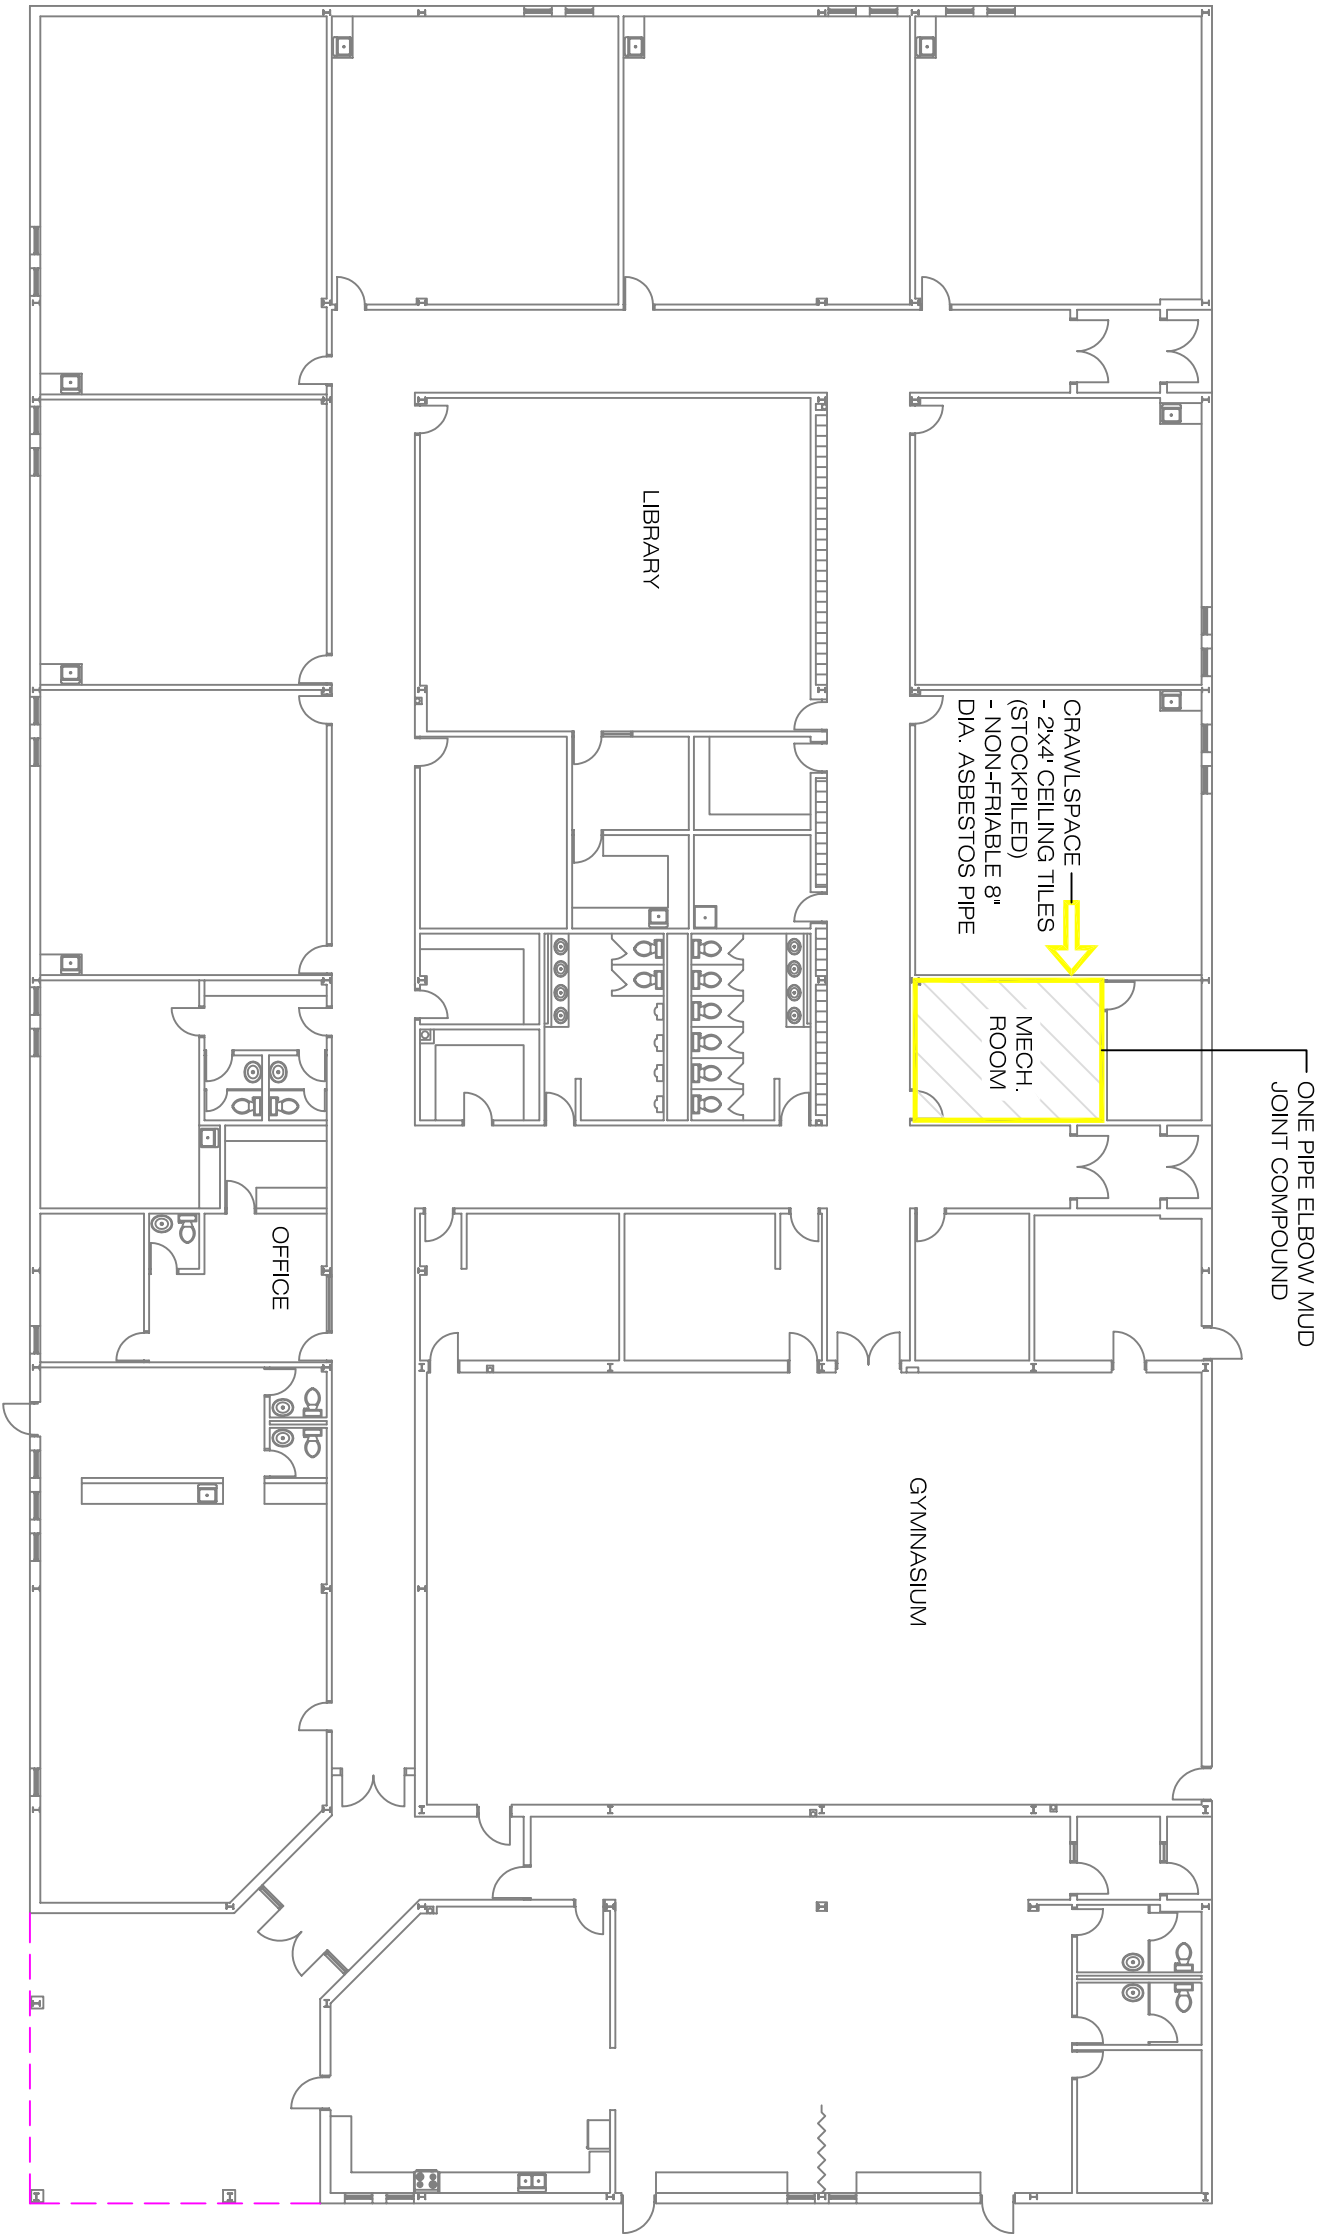 ONE PIPE ELBOW MUD
JOINT COMPOUND
CRAWLSPACE
- 2'x4' CEILING TILES
(STOCKPILED)
- NON-FRIABLE 8"
DIA. ASBESTOS PIPE
MECH.
ROOM
LIBRARY
GYMNASIUM
OFFICE